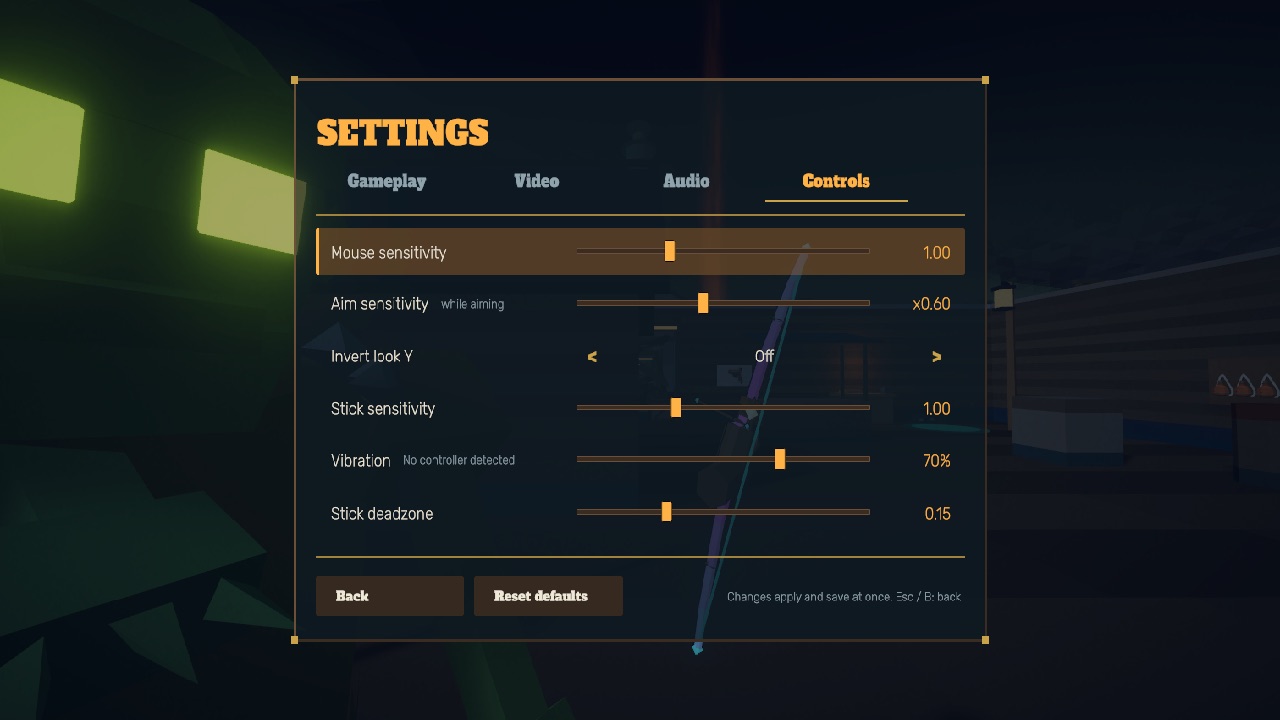 SETTINGS
Gameplay Video Audio Controls
Mouse sensitivity 1.00
Aim sensitivity while aiming x0.60
Invert look Y < Off >
Stick sensitivity 1.00
Vibration No controller detected 70%
Stick deadzone 0.15
Back Reset defaults Changes apply and save at once. Esc / B: back